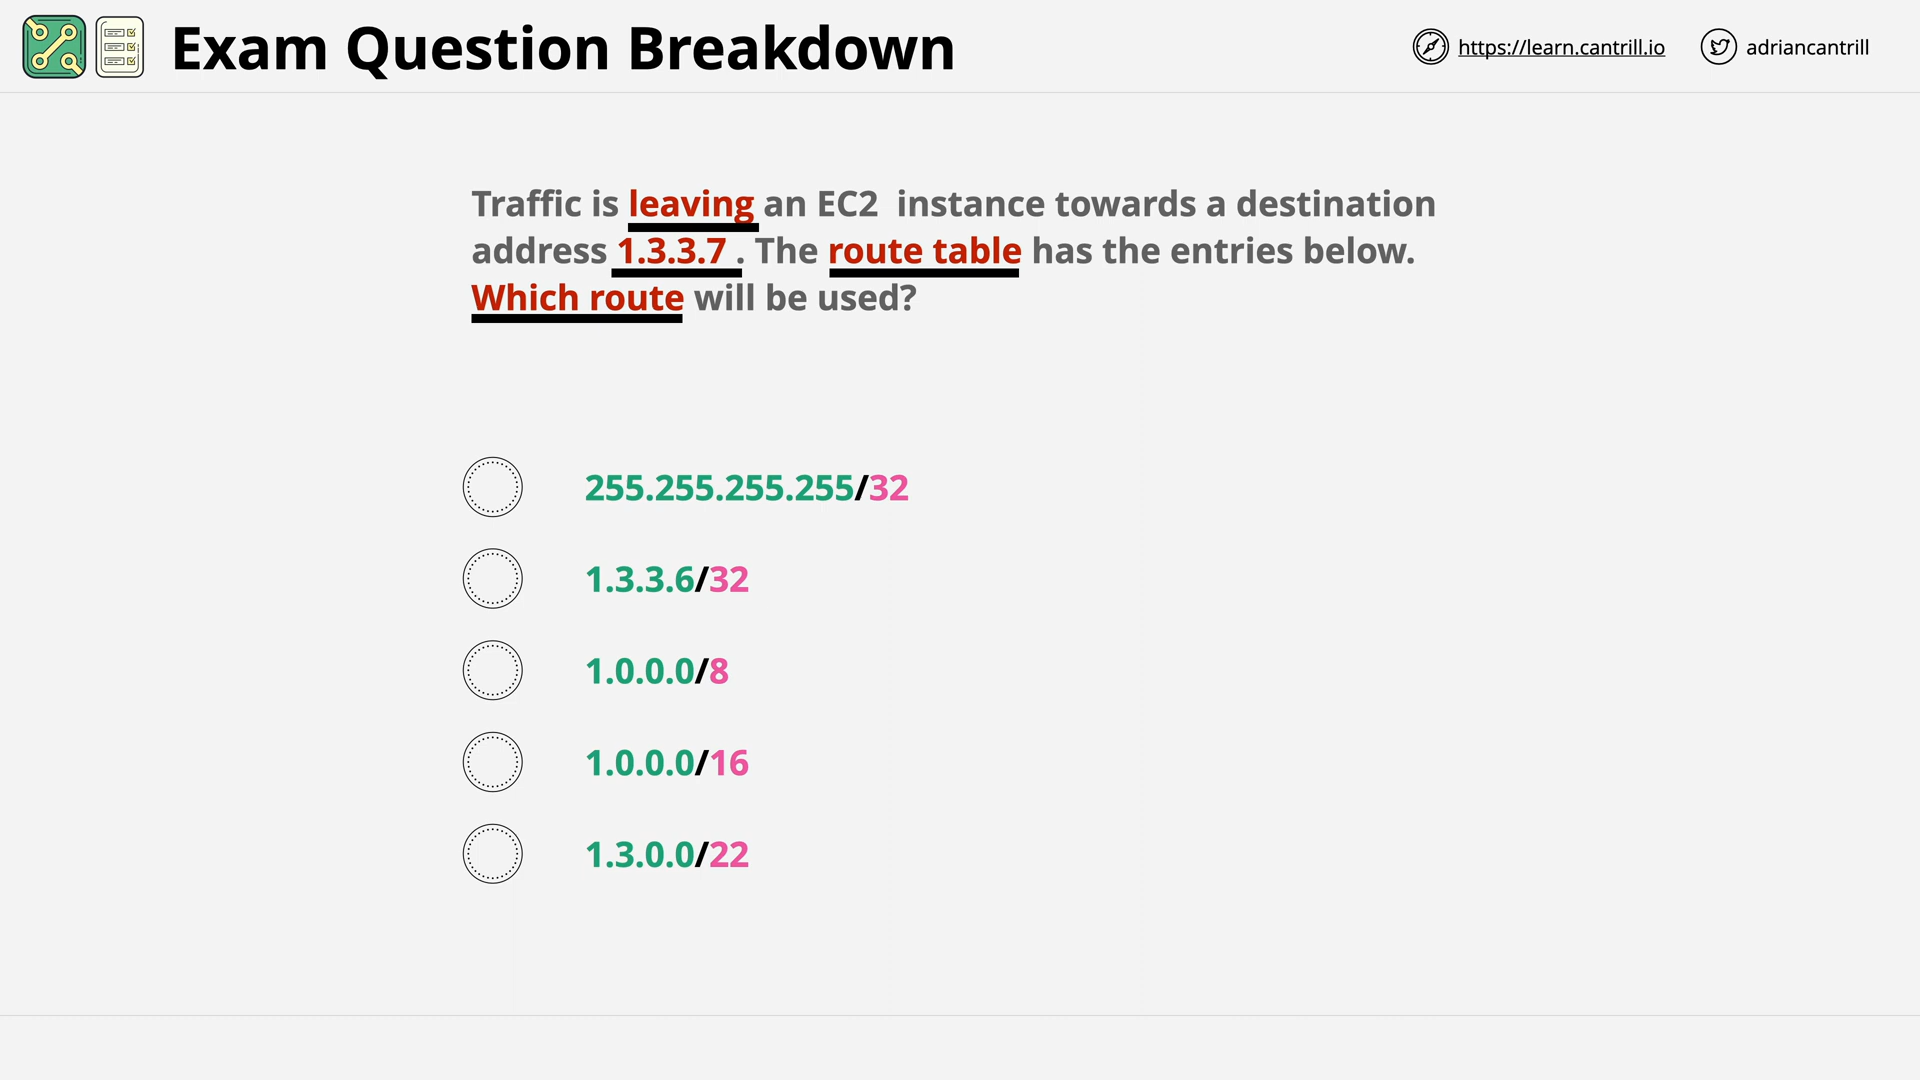 Exam Question Breakdown
https://learn.cantrill.io
adriancantrill
Traffic is leaving an EC2 instance towards a destination
address 1.3.3.7 . The route table has the entries below.
Which route will be used?
255.255.255.255/32
1.3.3.6/32
1.0.0.0/8
1.0.0.0/16
1.3.0.0/22